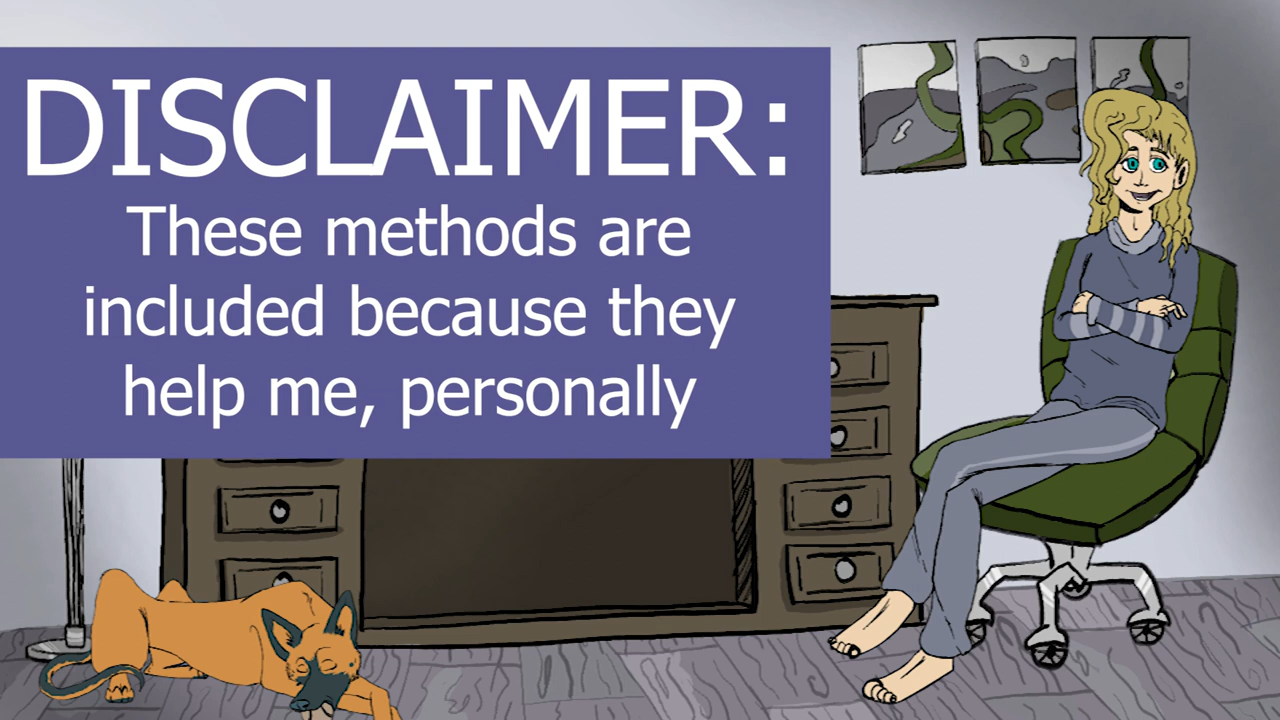 DISCLAIMER:
These methods are
included because they
help me, personally